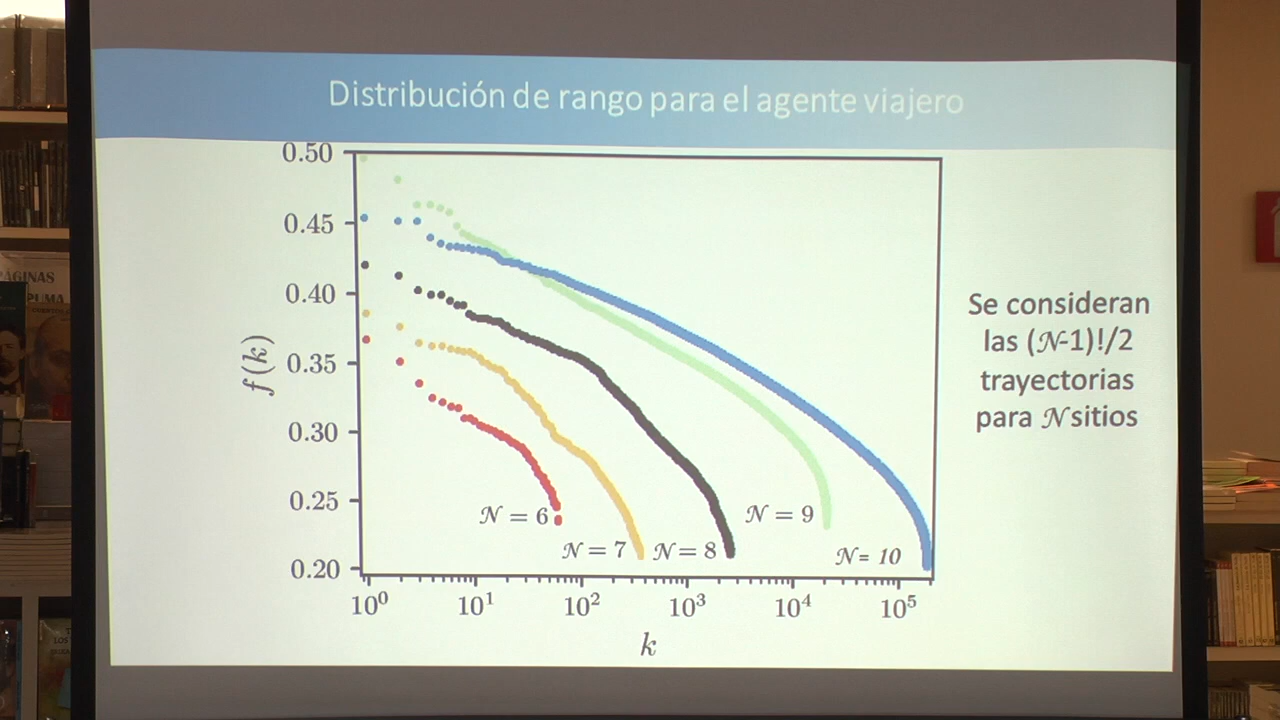 Distribución de rango para el agente viajero
0.50
0.45
0.40
0.35
0.30
0.25
0.20
f(k)
10⁰ 10¹ 10² 10³ 10⁴ 10⁵
k
𝒩 = 6
𝒩 = 7
𝒩 = 8
𝒩 = 9
𝒩 = 10
Se consideran
las (𝒩-1)!/2
trayectorias
para 𝒩 sitios
PUMA